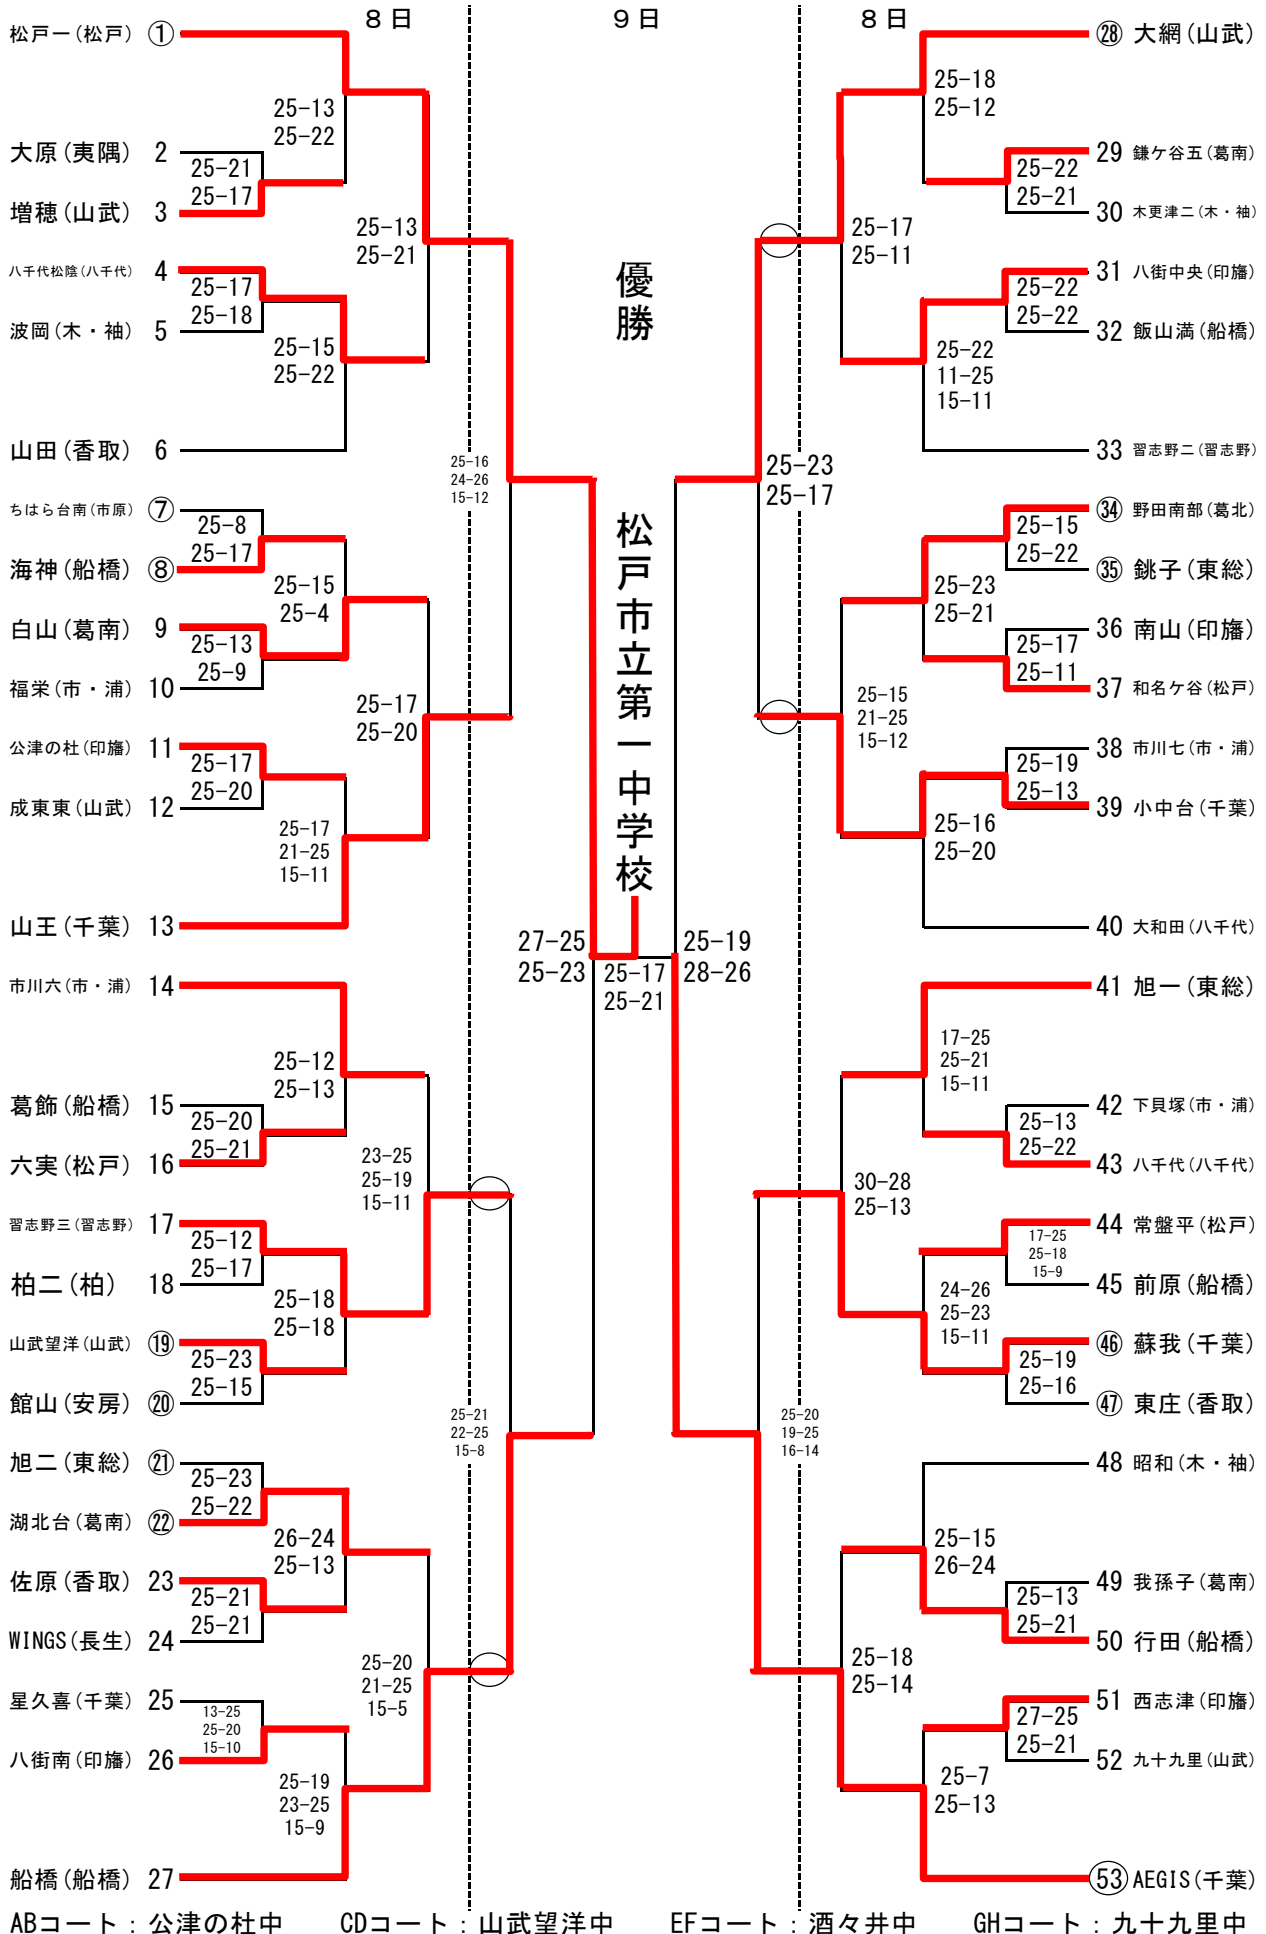 8日
9日
8日
松戸一(松戸) ①
25-13
25-22
大原(夷隅) 2
25-21
25-17
増穂(山武) 3
25-13
25-21
八千代松陰(八千代) 4
25-17
25-18
波岡(木・袖) 5
25-15
25-22
山田(香取) 6
25-16
24-26
15-12
ちはら台南(市原) ⑦
25-8
25-17
海神(船橋) ⑧
25-15
25-4
白山(葛南) 9
25-13
25-9
福栄(市・浦) 10
25-17
25-20
公津の杜(印旛) 11
25-17
25-20
成東東(山武) 12
25-17
21-25
15-11
山王(千葉) 13
27-25
25-23
市川六(市・浦) 14
25-12
25-13
葛飾(船橋) 15
25-20
25-21
六実(松戸) 16
23-25
25-19
15-11
習志野三(習志野) 17
25-12
25-17
柏二(柏) 18
25-18
25-18
山武望洋(山武) ⑲
25-23
25-15
館山(安房) ⑳
25-21
22-25
15-8
旭二(東総) ㉑
25-23
25-22
湖北台(葛南) ㉒
26-24
25-13
佐原(香取) 23
25-21
25-21
WINGS(長生) 24
25-20
21-25
15-5
星久喜(千葉) 25
13-25
25-20
15-10
八街南(印旛) 26
25-19
23-25
15-9
船橋(船橋) 27
優勝
松戸市立第一中学校
25-17
25-21
㉘ 大網(山武)
25-18
25-12
29 鎌ケ谷五(葛南)
25-22
25-21
30 木更津二(木・袖)
25-17
25-11
31 八街中央(印旛)
25-22
25-22
32 飯山満(船橋)
25-22
11-25
15-11
33 習志野二(習志野)
25-23
25-17
㉞ 野田南部(葛北)
25-15
25-22
㉟ 銚子(東総)
25-23
25-21
36 南山(印旛)
25-17
25-11
37 和名ケ谷(松戸)
25-15
21-25
15-12
38 市川七(市・浦)
25-19
25-13
39 小中台(千葉)
25-16
25-20
40 大和田(八千代)
25-19
28-26
41 旭一(東総)
17-25
25-21
15-11
42 下貝塚(市・浦)
25-13
25-22
43 八千代(八千代)
30-28
25-13
44 常盤平(松戸)
17-25
25-18
15-9
45 前原(船橋)
24-26
25-23
15-11
㊻ 蘇我(千葉)
25-19
25-16
㊼ 東庄(香取)
25-20
19-25
16-14
48 昭和(木・袖)
25-15
26-24
49 我孫子(葛南)
25-13
25-21
50 行田(船橋)
25-18
25-14
51 西志津(印旛)
27-25
25-21
52 九十九里(山武)
25-7
25-13
53 AEGIS(千葉)
ABコート：公津の杜中 CDコート：山武望洋中 EFコート：酒々井中 GHコート：九十九里中